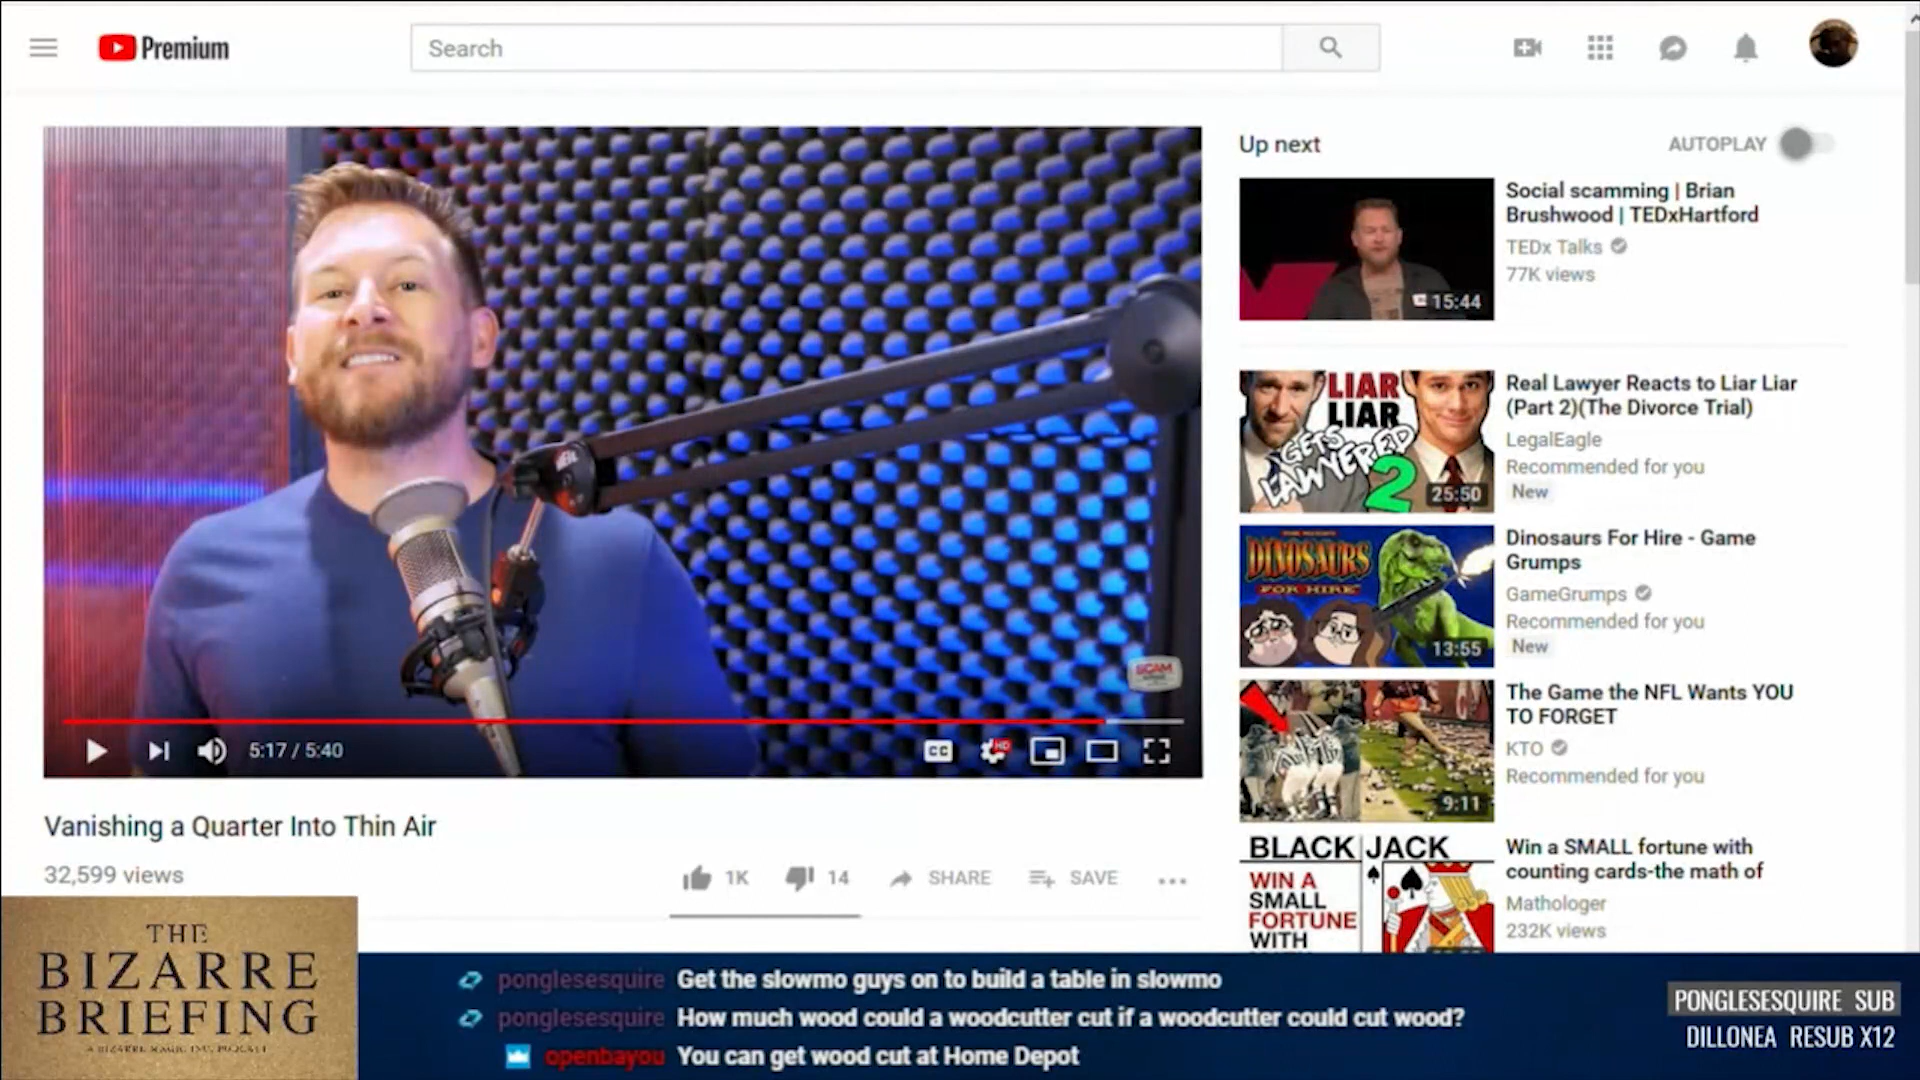 Premium
Search
SCAM
5:17 / 5:40
CC
HD
Vanishing a Quarter Into Thin Air
32,599 views
1K
14
SHARE
SAVE
Up next
AUTOPLAY
15:44
Social scamming | Brian
Brushwood | TEDxHartford
TEDx Talks
77K views
LIAR
LIAR
GETS
LAWYERED
2
25:50
Real Lawyer Reacts to Liar Liar
(Part 2)(The Divorce Trial)
LegalEagle
Recommended for you
New
DINOSAURS
FOR HIRE
13:55
Dinosaurs For Hire - Game
Grumps
GameGrumps
Recommended for you
New
9:11
The Game the NFL Wants YOU
TO FORGET
KTO
Recommended for you
BLACK JACK
WIN A
SMALL
FORTUNE
WITH
Win a SMALL fortune with
counting cards-the math of
Mathologer
232K views
THE
BIZARRE
BRIEFING
A BIZARRE MAGIC INC. PODCAST
ponglesesquire Get the slowmo guys on to build a table in slowmo
ponglesesquire How much wood could a woodcutter cut if a woodcutter could cut wood?
openbayou You can get wood cut at Home Depot
PONGLESESQUIRE SUB
DILLONEA RESUB X12